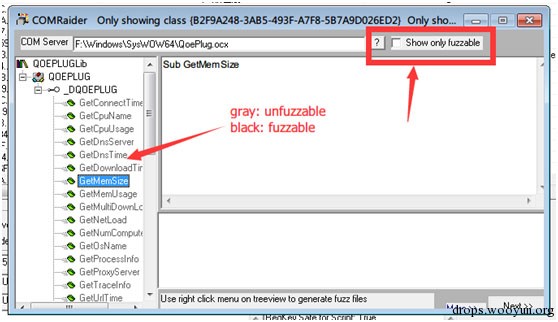 COMRaider Only showing class {B2F9A248-3AB5-493F-A7F8-5B7A9D026ED2} Only sho...
COM Server F:\Windows\SysWOW64\QoePlug.ocx ? Show only fuzzable
QOEPLUGLib
QOEPLUG
_DQOEPLUG
GetConnectTime
GetCpuName
GetCpuUsage
GetDnsServer
GetDnsTime
GetDownloadTim
GetMemSize
GetMemUsage
GetMultiDownLo
GetNetLoad
GetNumCompute
GetOsName
GetProcessInfo
GetProxyServer
GetTraceInfo
GetUrlTime
Sub GetMemSize
gray: unfuzzable
black: fuzzable
Use right click menu on treeview to generate fuzz files
Next >>
drops.wooyun.org